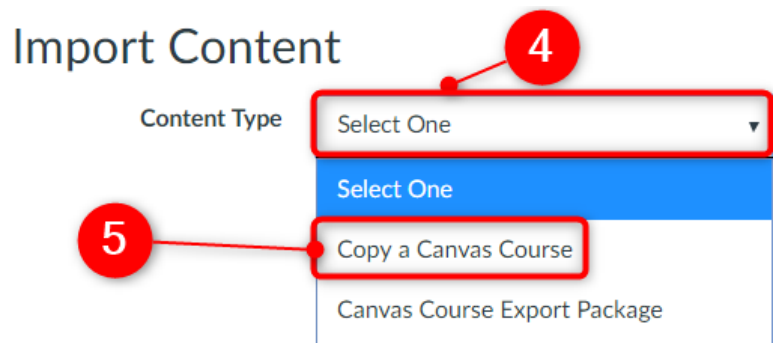 Import Content
4
Content Type
Select One
Select One
5
Copy a Canvas Course
Canvas Course Export Package